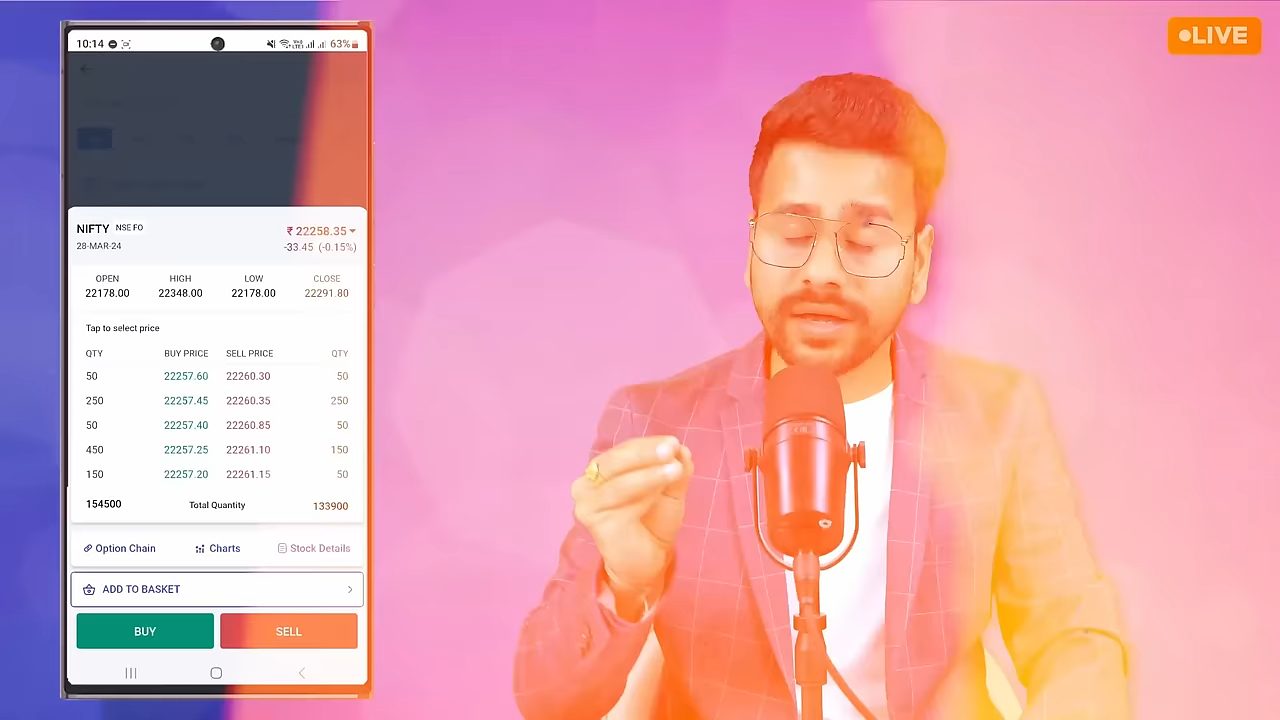 10:14 63%
LIVE
NIFTY NSE FO ₹ 22258.35
28-MAR-24 -33.45 (-0.15%)
OPEN HIGH LOW CLOSE
22178.00 22348.00 22178.00 22291.80
Tap to select price
QTY BUY PRICE SELL PRICE QTY
50 22257.60 22260.30 50
250 22257.45 22260.35 250
50 22257.40 22260.85 50
450 22257.25 22261.10 150
150 22257.20 22261.15 50
154500 Total Quantity 133900
Option Chain Charts Stock Details
ADD TO BASKET
BUY SELL